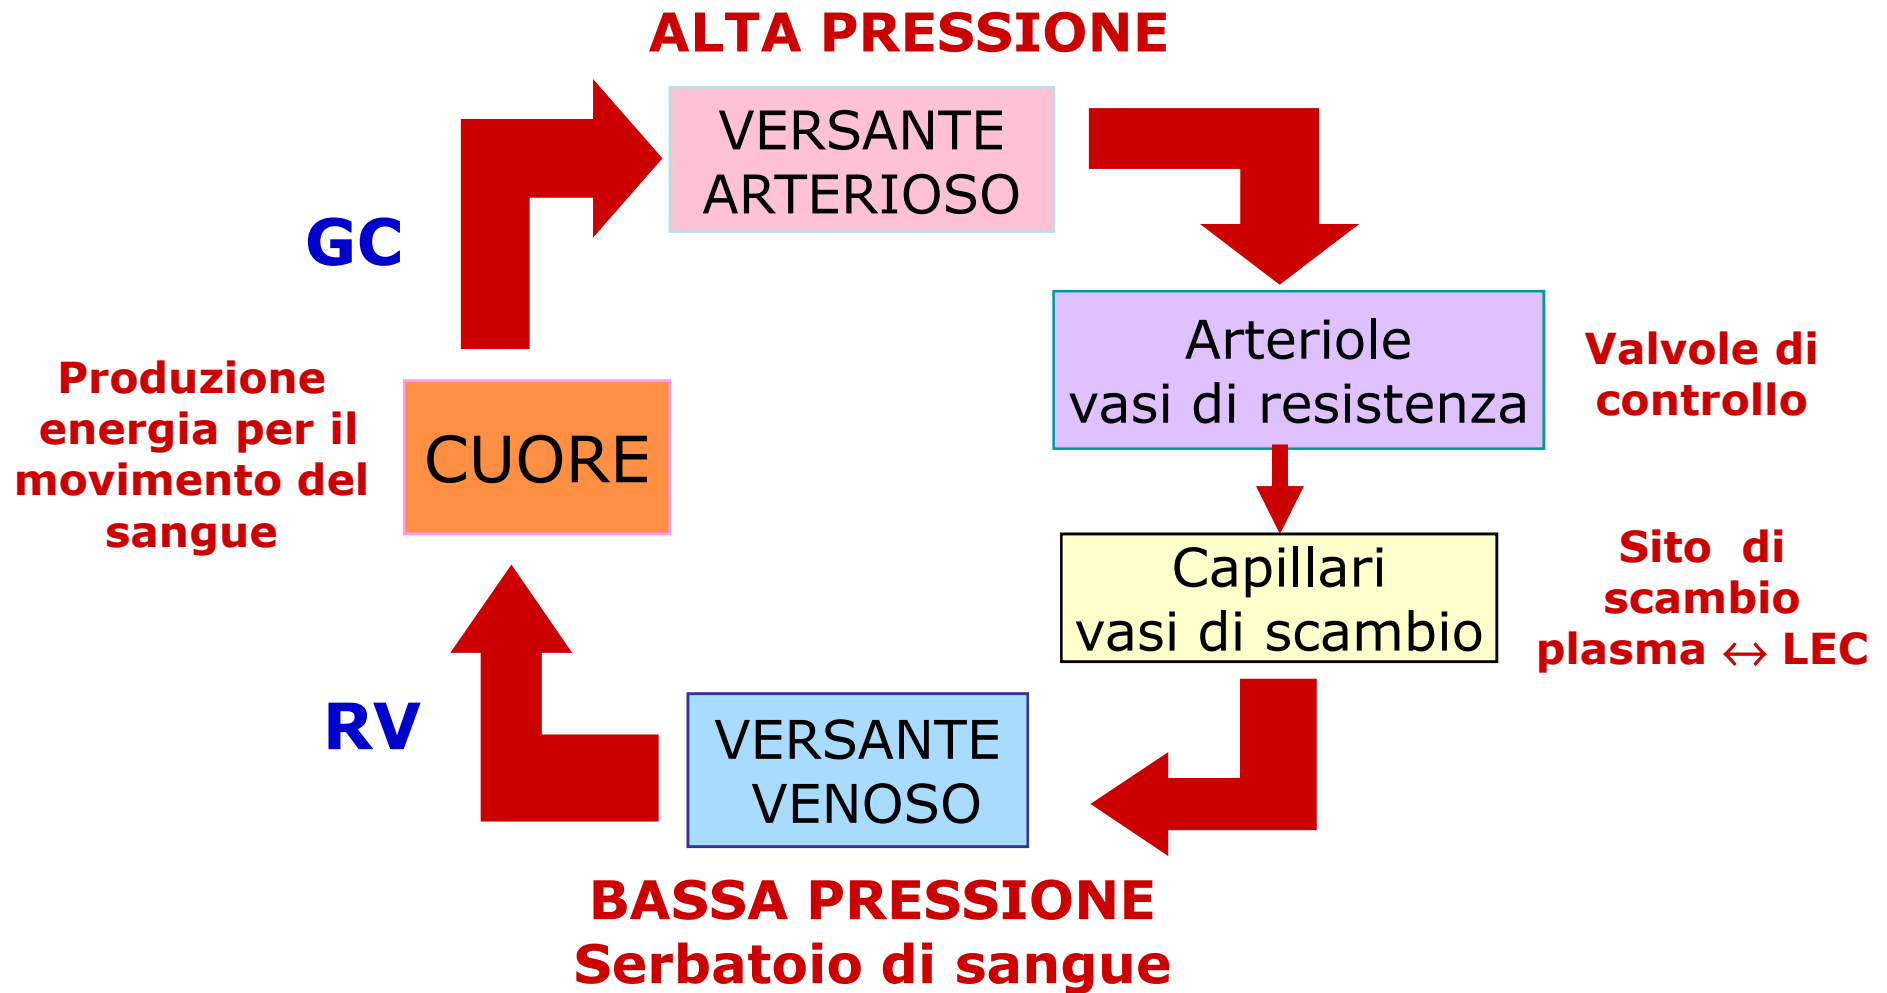 ALTA PRESSIONE
VERSANTE
ARTERIOSO
GC
Arteriole
vasi di resistenza
Valvole di
controllo
Produzione
energia per il
movimento del
sangue
CUORE
Capillari
vasi di scambio
Sito di
scambio
plasma ↔ LEC
RV
VERSANTE
VENOSO
BASSA PRESSIONE
Serbatoio di sangue